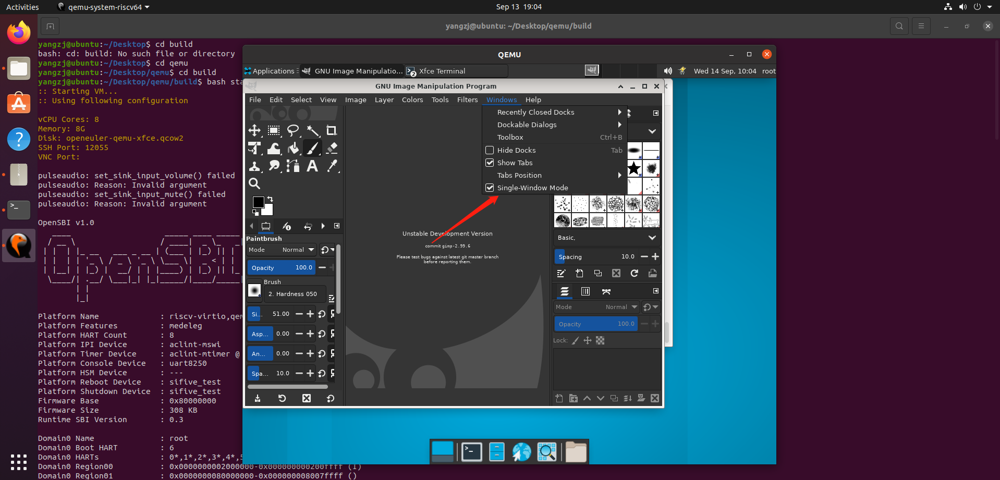 Activities
qemu-system-riscv64
Sep 13 19:04
yangzj@ubuntu: ~/Desktop/qemu/build
yangzj@ubuntu:~/Desktop$ cd build
bash: cd: build: No such file or directory
yangzj@ubuntu:~/Desktop$ cd qemu
yangzj@ubuntu:~/Desktop/qemu$ cd build
yangzj@ubuntu:~/Desktop/qemu/build$ bash sta
:: Starting VM...
:: Using following configuration
vCPU Cores: 8
Memory: 8G
Disk: openeuler-qemu-xfce.qcow2
SSH Port: 12055
VNC Port:
pulseaudio: set_sink_input_volume() failed
pulseaudio: Reason: Invalid argument
pulseaudio: set_sink_input_mute() failed
pulseaudio: Reason: Invalid argument
OpenSBI v1.0
Platform Name : riscv-virtio,qem
Platform Features : medeleg
Platform HART Count : 8
Platform IPI Device : aclint-mswi
Platform Timer Device : aclint-mtimer @
Platform Console Device : uart8250
Platform HSM Device : ---
Platform Reboot Device : sifive_test
Platform Shutdown Device : sifive_test
Firmware Base : 0x80000000
Firmware Size : 308 KB
Runtime SBI Version : 0.3
Domain0 Name : root
Domain0 Boot HART : 6
Domain0 HARTs : 0*,1*,2*,3*,4*,5
Domain0 Region00 : 0x0000000002000000-0x000000000200ffff (I)
Domain0 Region01 : 0x0000000080000000-0x000000008007ffff ()
QEMU
Applications
GNU Image Manipulatio...
2
Xfce Terminal
Wed 14 Sep, 10:04
root
GNU Image Manipulation Program
File Edit Select View Image Layer Colors Tools Filters Windows Help
Recently Closed Docks
Dockable Dialogs
Toolbox Ctrl+B
Hide Docks Tab
Show Tabs
Tabs Position
Single-Window Mode
Paintbrush
Mode Normal
Opacity 100.0
Brush
2. Hardness 050
Si... 51.00
Asp... 0.00
An... 0.00
Spa... 10.0
Unstable Development Version
commit gimp-2.99.6
Please test bugs against latest git master branch
before reporting them.
Basic,
Spacing 10.0
Mode Normal
Opacity 100.0
Lock: